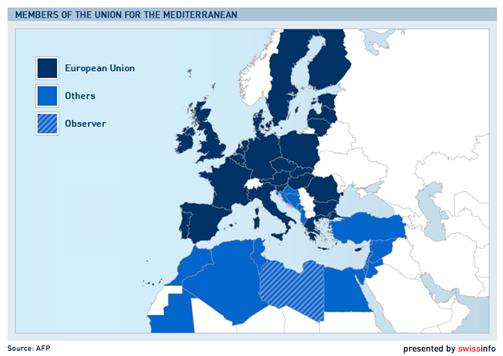 MEMBERS OF THE UNION FOR THE MEDITERRANEAN
European Union
Others
Observer
Source: AFP
presented by swissinfo